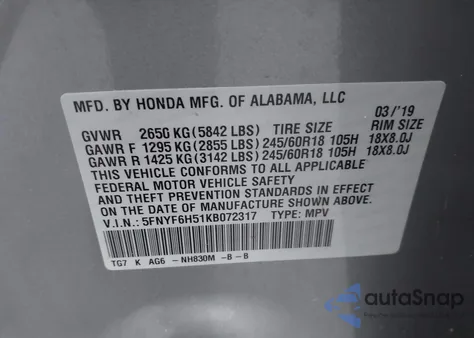 MFD. BY HONDA MFG. OF ALABAMA, LLC 03/'19
GVWR 2650 KG (5842 LBS) TIRE SIZE RIM SIZE
GAWR F 1295 KG (2855 LBS) 245/60R18 105H 18X8.0J
GAWR R 1425 KG (3142 LBS) 245/60R18 105H 18X8.0J
THIS VEHICLE CONFORMS TO ALL APPLICABLE
FEDERAL MOTOR VEHICLE SAFETY
AND THEFT PREVENTION STANDARDS IN EFFECT
ON THE DATE OF MANUFACTURE SHOWN ABOVE.
V.I.N.: 5FNYF6H51KB072317 TYPE: MPV
TG7 K AG6 -NH830M -B -B
autoSnap